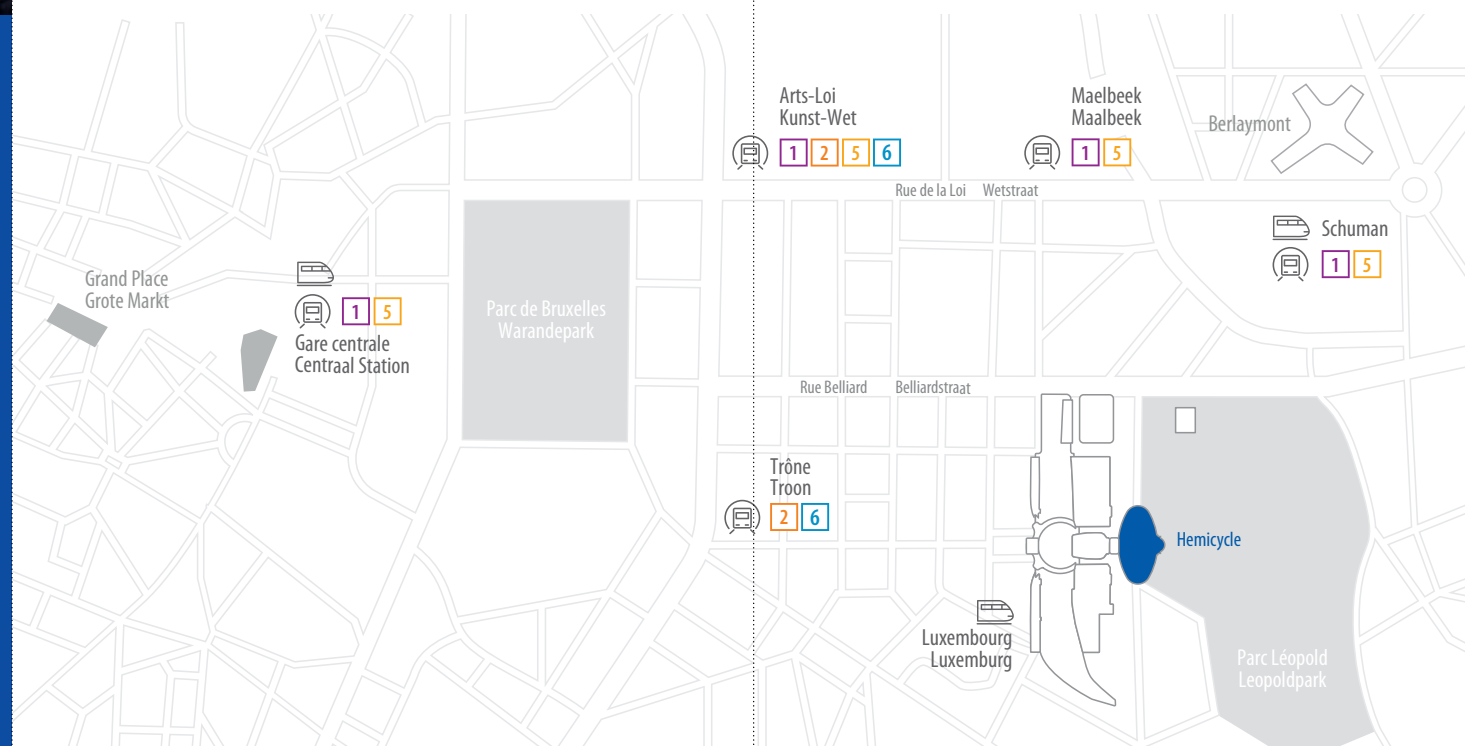 Arts-Loi
Kunst-Wet
1 2 5 6
Maelbeek
Maalbeek
1 5
Berlaymont
Rue de la Loi Wetstraat
Schuman
1 5
Grand Place
Grote Markt
1 5
Gare centrale
Centraal Station
Parc de Bruxelles
Warandepark
Rue Belliard Belliardstraat
Trône
Troon
2 6
Hemicycle
Luxembourg
Luxemburg
Parc Léopold
Leopoldpark